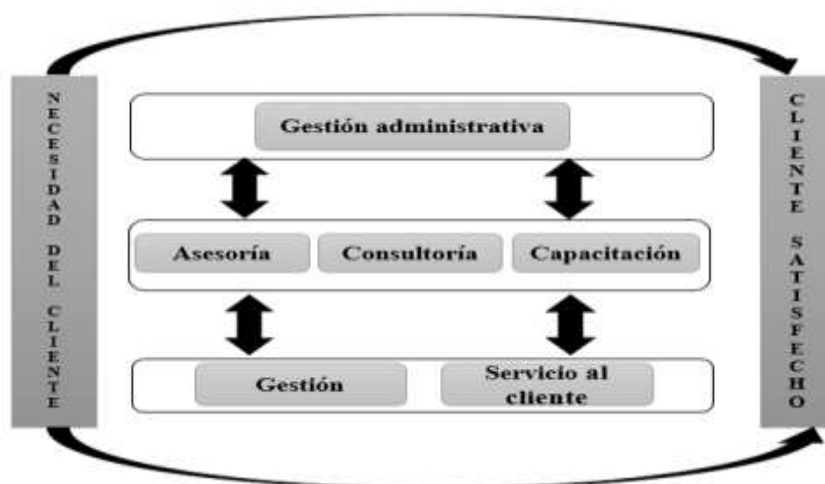 NECESIDAD DEL CLIENTE
Gestión administrativa
Asesoría
Consultoría
Capacitación
Gestión
Servicio al
cliente
CLIENTE SATISFECHO